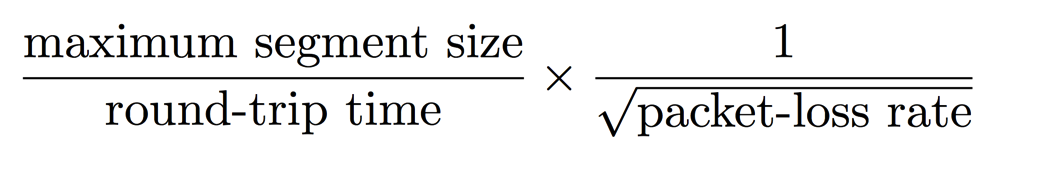 maximum segment size
round-trip time
×
1
√packet-loss rate